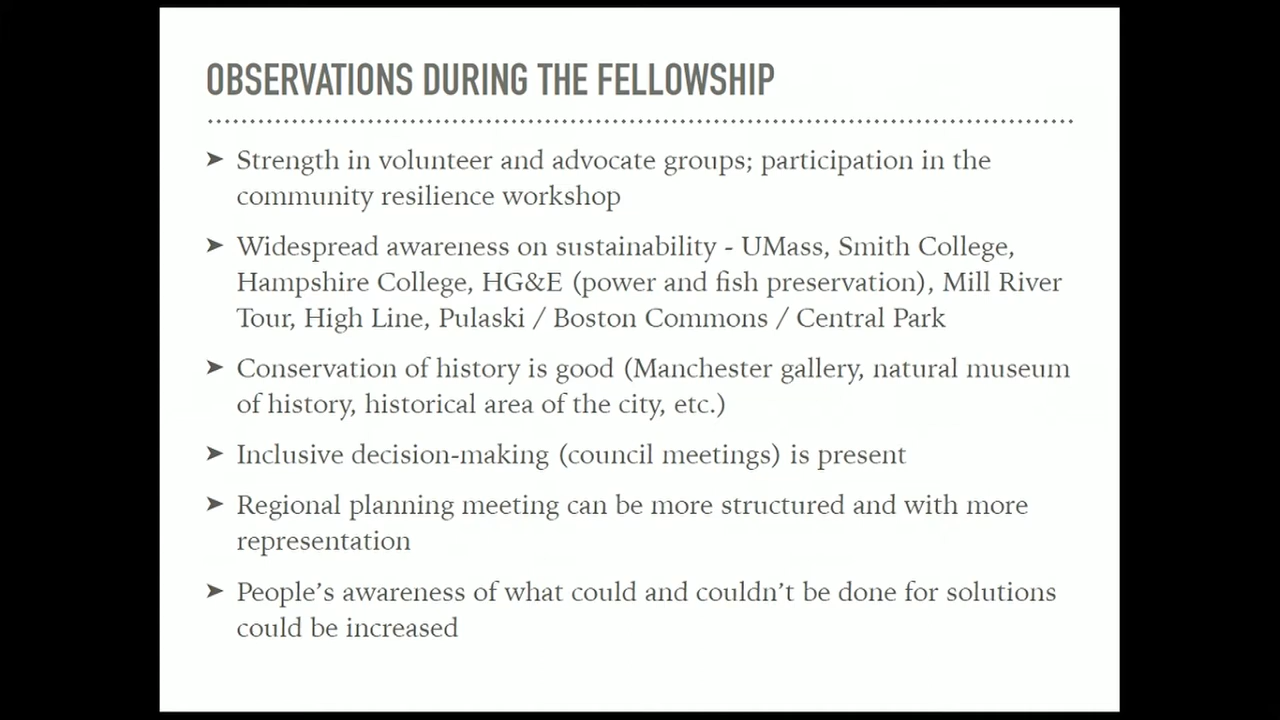 OBSERVATIONS DURING THE FELLOWSHIP
➤ Strength in volunteer and advocate groups; participation in the
community resilience workshop
➤ Widespread awareness on sustainability - UMass, Smith College,
Hampshire College, HG&E (power and fish preservation), Mill River
Tour, High Line, Pulaski / Boston Commons / Central Park
➤ Conservation of history is good (Manchester gallery, natural museum
of history, historical area of the city, etc.)
➤ Inclusive decision-making (council meetings) is present
➤ Regional planning meeting can be more structured and with more
representation
➤ People’s awareness of what could and couldn’t be done for solutions
could be increased